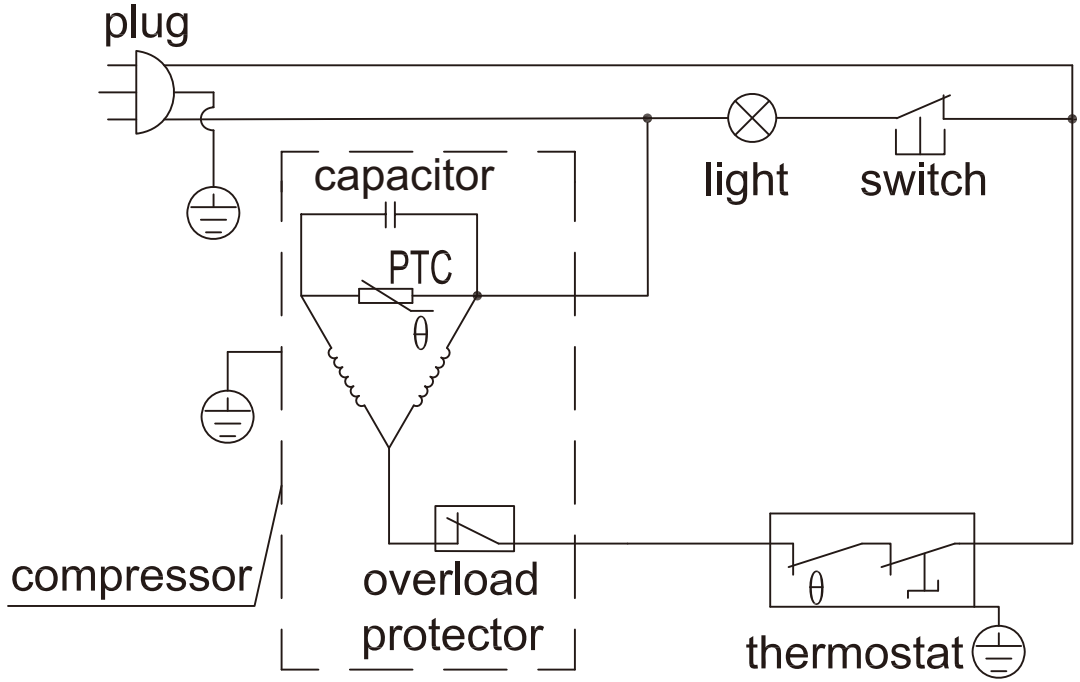 plug
light
switch
capacitor
PTC
θ
compressor
overload
protector
θ
thermostat